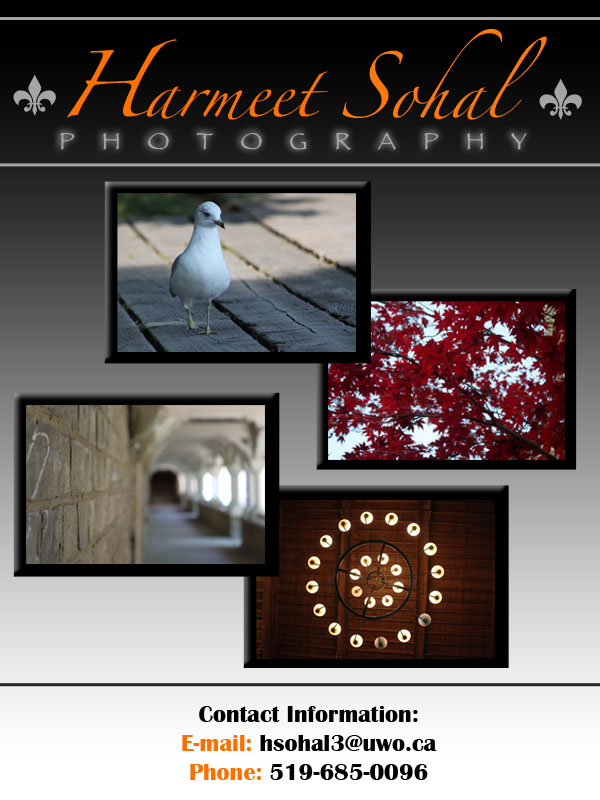 Harmeet Sohal
PHOTOGRAPHY
Contact Information:
E-mail: hsohal3@uwo.ca
Phone: 519-685-0096